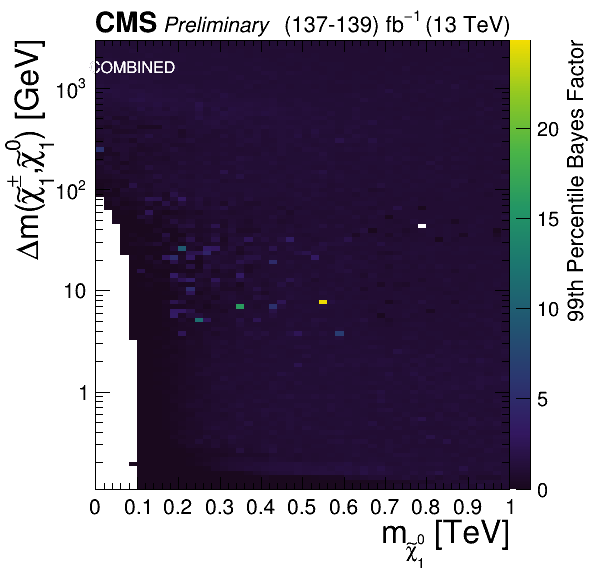 CMS Preliminary (137-139) fb⁻¹ (13 TeV)
COMBINED
Δm(χ̃₁±,χ̃₁⁰) [GeV]
10³
10²
10
1
0 0.1 0.2 0.3 0.4 0.5 0.6 0.7 0.8 0.9 1
m_χ̃₁⁰ [TeV]
20
15
10
5
0
99th Percentile Bayes Factor